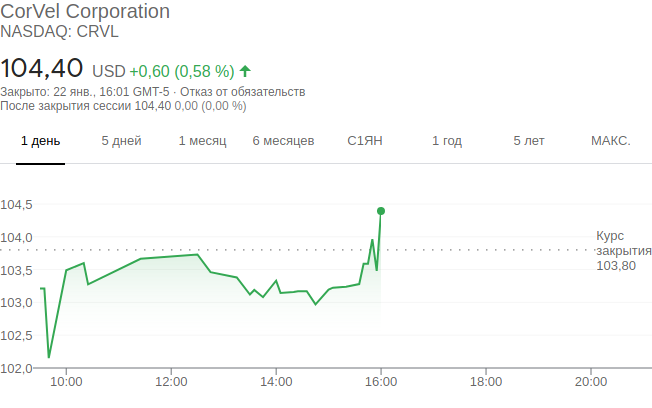 CorVel Corporation
NASDAQ: CRVL
104,40 USD +0,60 (0,58 %)
Закрыто: 22 янв., 16:01 GMT-5 · Отказ от обязательств
После закрытия сессии 104,40 0,00 (0,00 %)
1 день 5 дней 1 месяц 6 месяцев С1ЯН 1 год 5 лет МАКС.
104,5
104,0
103,5
103,0
102,5
102,0
Курс
закрытия
103,80
10:00 12:00 14:00 16:00 18:00 20:00